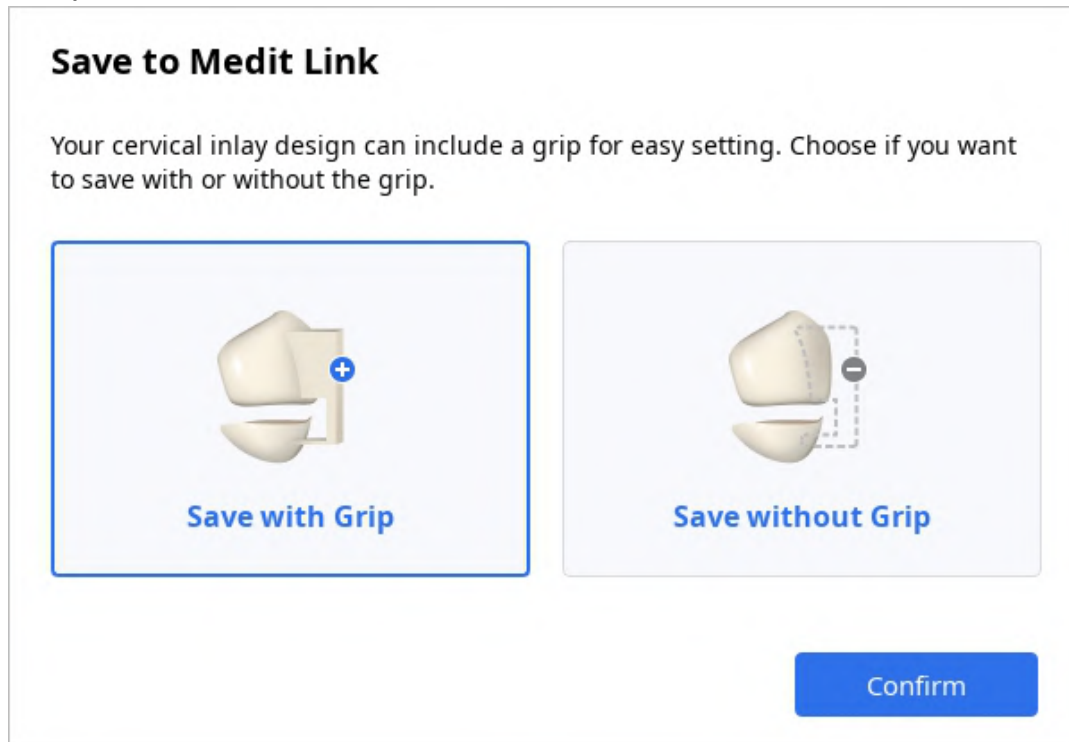 Save to Medit Link
Your cervical inlay design can include a grip for easy setting. Choose if you want
to save with or without the grip.
Save with Grip
Save without Grip
Confirm